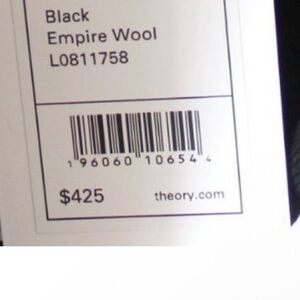 Black
Empire Wool
L0811758
1 96060 10654 4
$425 theory.com